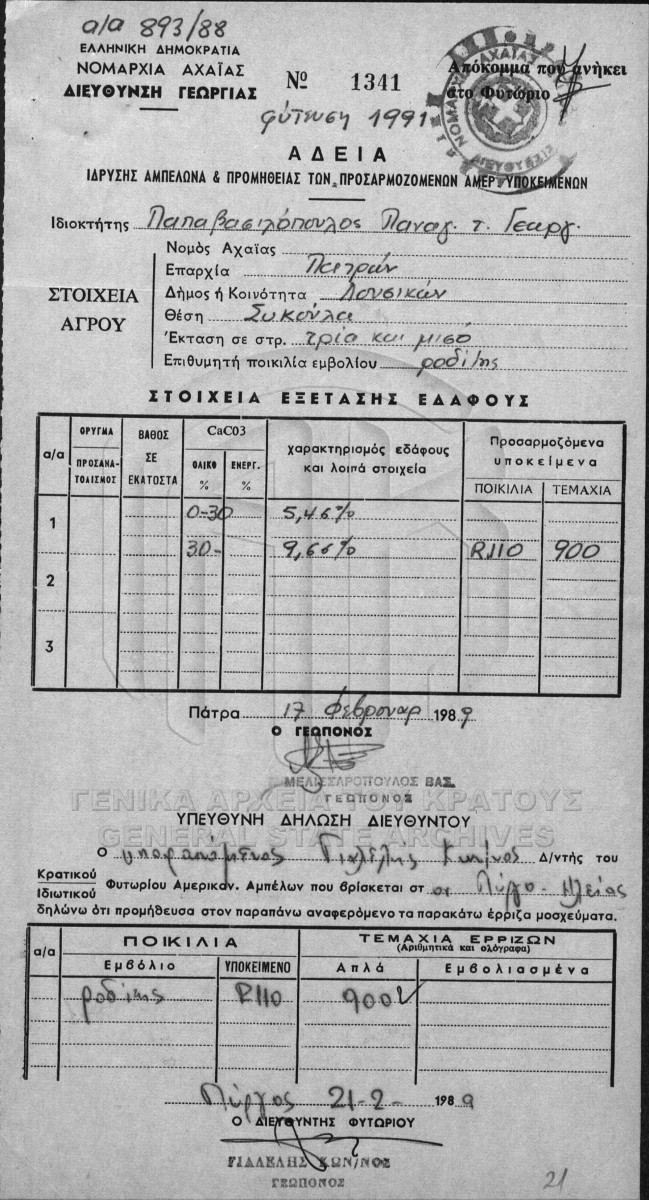 α/α 893/88
ΕΛΛΗΝΙΚΗ ΔΗΜΟΚΡΑΤΙΑ
ΝΟΜΑΡΧΙΑ ΑΧΑΪΑΣ
ΔΙΕΥΘΥΝΣΗ ΓΕΩΡΓΙΑΣ
Νο 1341
Απόκομμα που ανήκει
στο Φυτώριο
φύτευση 1991
ΑΔΕΙΑ
ΙΔΡΥΣΗΣ ΑΜΠΕΛΩΝΑ & ΠΡΟΜΗΘΕΙΑΣ ΤΩΝ ΠΡΟΣΑΡΜΟΖΟΜΕΝΩΝ ΑΜΕΡ. ΥΠΟΚΕΙΜΕΝΩΝ
Ιδιοκτήτης Παπαβασιλόπουλος Παναγ. τ. Γεωργ.
ΣΤΟΙΧΕΙΑ ΑΓΡΟΥ
Νομός Αχαΐας
Επαρχία Πατρών
Δήμος ή Κοινότητα Λουσικών
Θέση Συκούλα
Έκταση σε στρ. τρία και μισό
Επιθυμητή ποικιλία εμβολίου ροδίτης
ΣΤΟΙΧΕΙΑ ΕΞΕΤΑΣΗΣ ΕΔΑΦΟΥΣ
α/α ΟΡΥΓΜΑ ΠΡΟΣΑΝΑΤΟΛΙΣΜΟΣ ΒΑΘΟΣ ΣΕ ΕΚΑΤΟΣΤΑ CaCO3 ΟΛΙΚΟ % ΕΝΕΡΓ. % χαρακτηρισμός εδάφους και λοιπά στοιχεία Προσαρμοζόμενα υποκείμενα ΠΟΙΚΙΛΙΑ ΤΕΜΑΧΙΑ
1 0-30 5,46%
30- 9,66% R110 900
2
3
Πάτρα 17 Φεβρουαρ 1989
Ο ΓΕΩΠΟΝΟΣ
ΜΕΛΙΣΣΑΡΟΠΟΥΛΟΣ ΒΑΣ.
ΓΕΩΠΟΝΟΣ
ΓΕΝΙΚΑ ΑΡΧΕΙΑ ΤΟΥ ΚΡΑΤΟΥΣ
GENERAL STATE ARCHIVES
ΥΠΕΥΘΥΝΗ ΔΗΛΩΣΗ ΔΙΕΥΘΥΝΤΟΥ
Ο υπογραφόμενος Γιαλελής Κων/νος Δ/ντής του
Κρατικού
Ιδιωτικού Φυτωρίου Αμερικαν. Αμπέλων που βρίσκεται στ Πύργο Ηλείας
δηλώνω ότι προμήθευσα στον παραπάνω αναφερόμενο τα παρακάτω έρριζα μοσχεύματα.
α/α ΠΟΙΚΙΛΙΑ ΤΕΜΑΧΙΑ ΕΡΡΙΖΩΝ
(Αριθμητικά και ολόγραφα)
Εμβόλιο ΥΠΟΚΕΙΜΕΝΟ Απλά Εμβολιασμένα
ροδίτης R110 900
Πύργος 21-2- 1989
Ο ΔΙΕΥΘΥΝΤΗΣ ΦΥΤΩΡΙΟΥ
ΓΙΑΛΕΛΗΣ ΚΩΝ/ΝΟΣ
ΓΕΩΠΟΝΟΣ
21